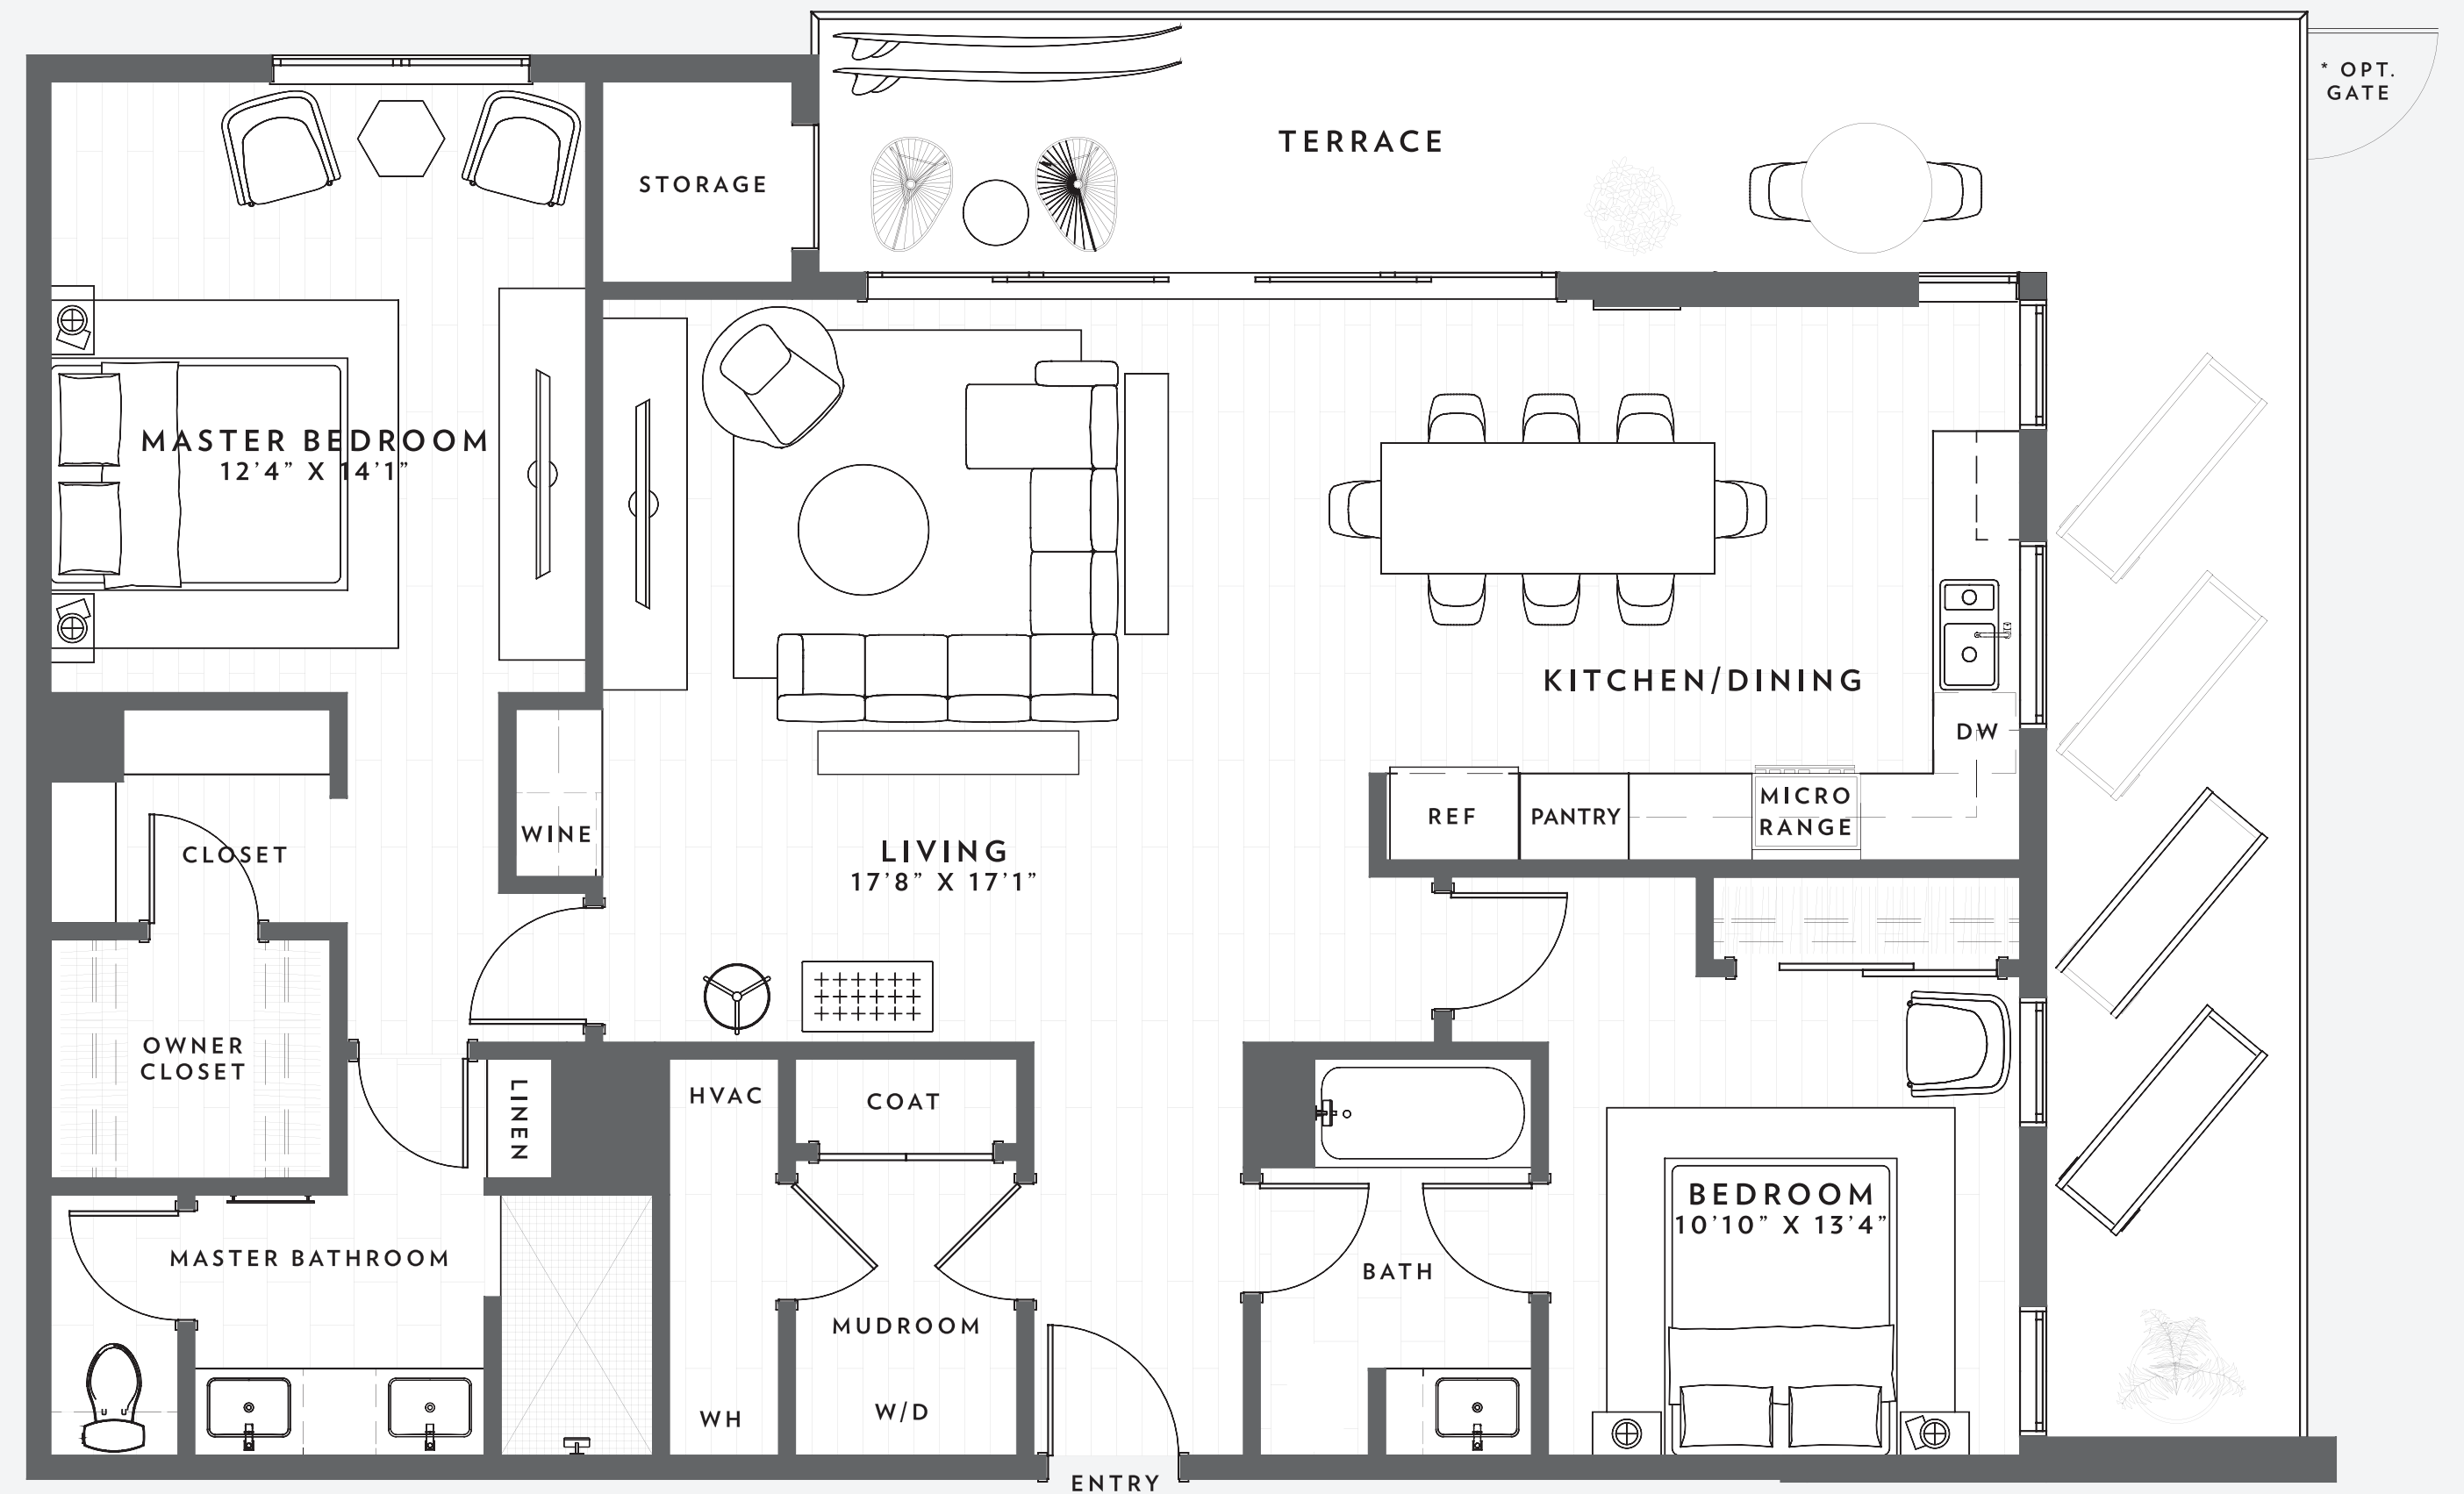 * OPT.
GATE
TERRACE
STORAGE
MASTER BEDROOM
12'4" X 14'1"
KITCHEN/DINING
DW
MICRO
RANGE
REF
PANTRY
WINE
LIVING
17'8" X 17'1"
CLOSET
OWNER
CLOSET
LINEN
HVAC
COAT
BEDROOM
10'10" X 13'4"
MASTER BATHROOM
BATH
MUDROOM
WH
W/D
ENTRY